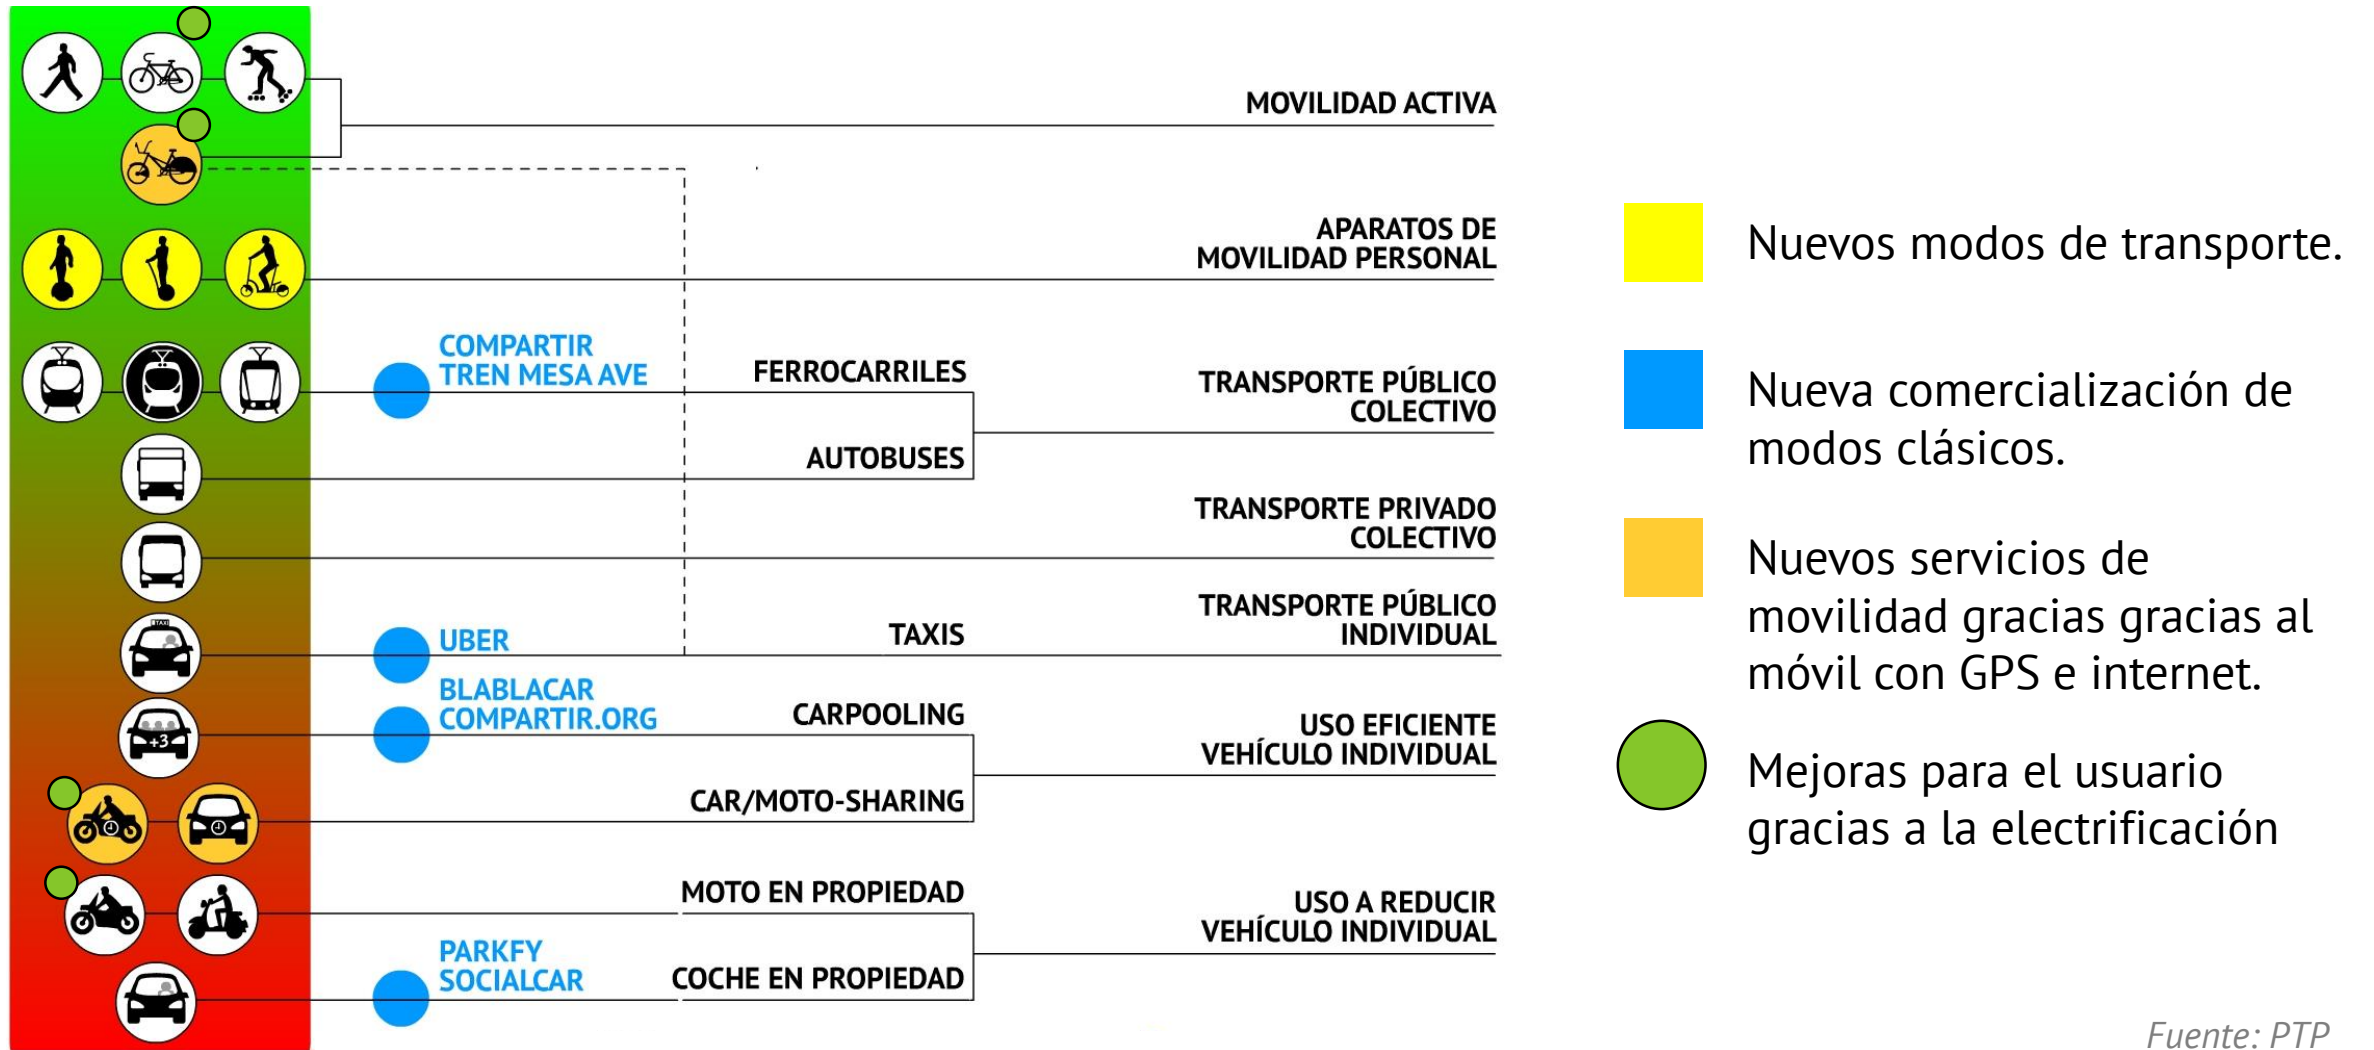 MOVILIDAD ACTIVA
APARATOS DE
MOVILIDAD PERSONAL
COMPARTIR
TREN MESA AVE
FERROCARRILES
TRANSPORTE PÚBLICO
COLECTIVO
AUTOBUSES
TRANSPORTE PRIVADO
COLECTIVO
TAXI
UBER
TAXIS
TRANSPORTE PÚBLICO
INDIVIDUAL
BLABLACAR
COMPARTIR.ORG
+3
CARPOOLING
USO EFICIENTE
VEHÍCULO INDIVIDUAL
CAR/MOTO-SHARING
MOTO EN PROPIEDAD
USO A REDUCIR
VEHÍCULO INDIVIDUAL
PARKFY
SOCIALCAR
COCHE EN PROPIEDAD
Nuevos modos de transporte.
Nueva comercialización de
modos clásicos.
Nuevos servicios de
movilidad gracias gracias al
móvil con GPS e internet.
Mejoras para el usuario
gracias a la electrificación
Fuente: PTP